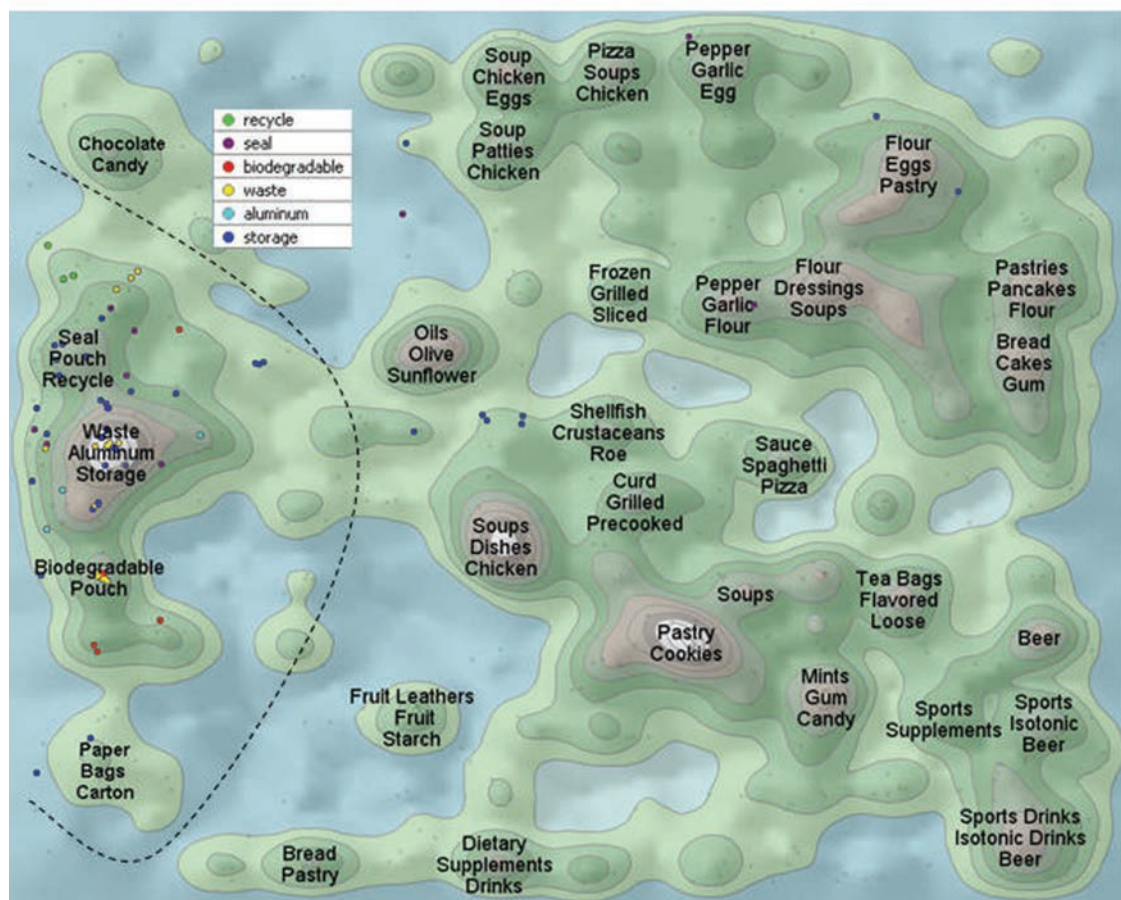 Soup
Chicken
Eggs
Pizza
Soups
Chicken
Pepper
Garlic
Egg
Chocolate
Candy
recycle
seal
biodegradable
waste
aluminum
storage
Soup
Patties
Chicken
Flour
Eggs
Pastry
Frozen
Grilled
Sliced
Pepper
Garlic
Flour
Flour
Dressings
Soups
Pastries
Pancakes
Flour
Bread
Cakes
Gum
Seal
Pouch
Recycle
Oils
Olive
Sunflower
Waste
Aluminum
Storage
Shellfish
Crustaceans
Roe
Sauce
Spaghetti
Pizza
Curd
Grilled
Precooked
Soups
Dishes
Chicken
Biodegradable
Pouch
Soups
Tea Bags
Flavored
Loose
Pastry
Cookies
Beer
Mints
Gum
Candy
Fruit Leathers
Fruit
Starch
Sports
Supplements
Sports
Isotonic
Beer
Paper
Bags
Carton
Bread
Pastry
Dietary
Supplements
Drinks
Sports Drinks
Isotonic Drinks
Beer